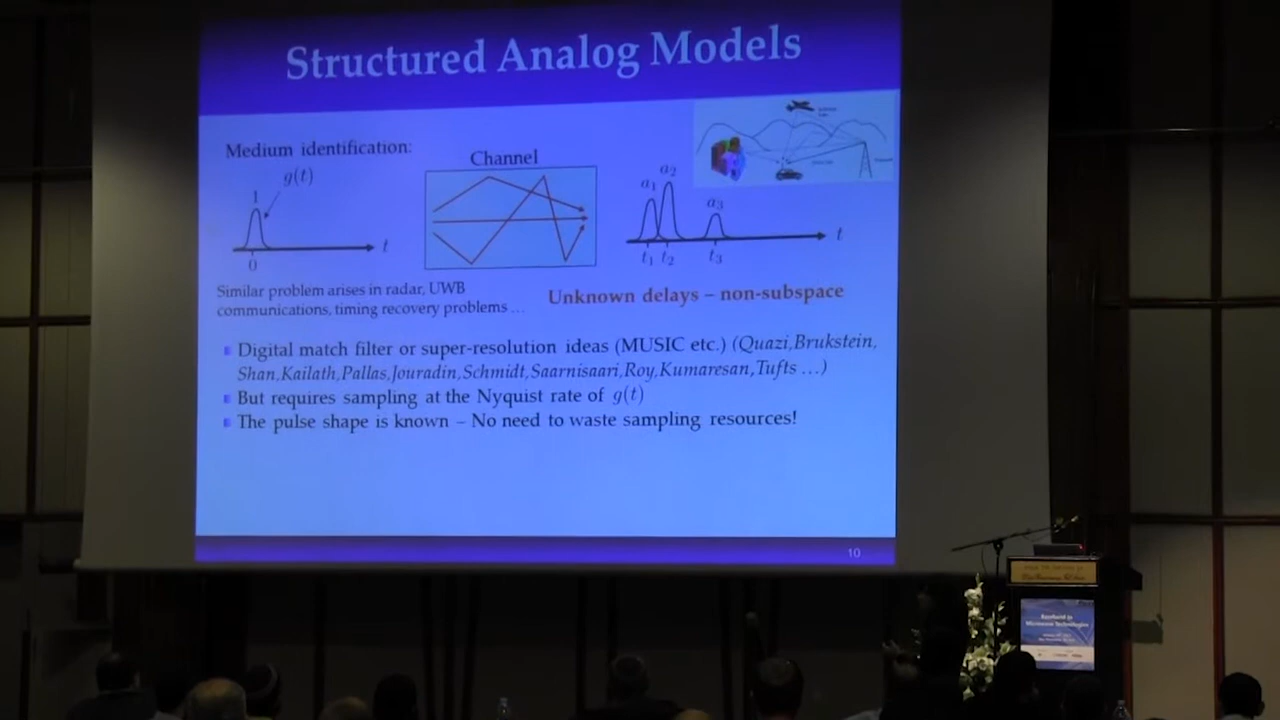 Structured Analog Models
Medium identification:
g(t)
1
t
0
Channel
a1
a2
a3
t
t1 t2 t3
Similar problem arises in radar, UWB
communications, timing recovery problems ...
Unknown delays – non-subspace
Digital match filter or super-resolution ideas (MUSIC etc.) (Quazi,Brukstein,
Shan,Kailath,Pallas,Jouradin,Schmidt,Saarnisaari,Roy,Kumaresan,Tufts ...)
But requires sampling at the Nyquist rate of g(t)
The pulse shape is known – No need to waste sampling resources!
10
Microwave Technologies